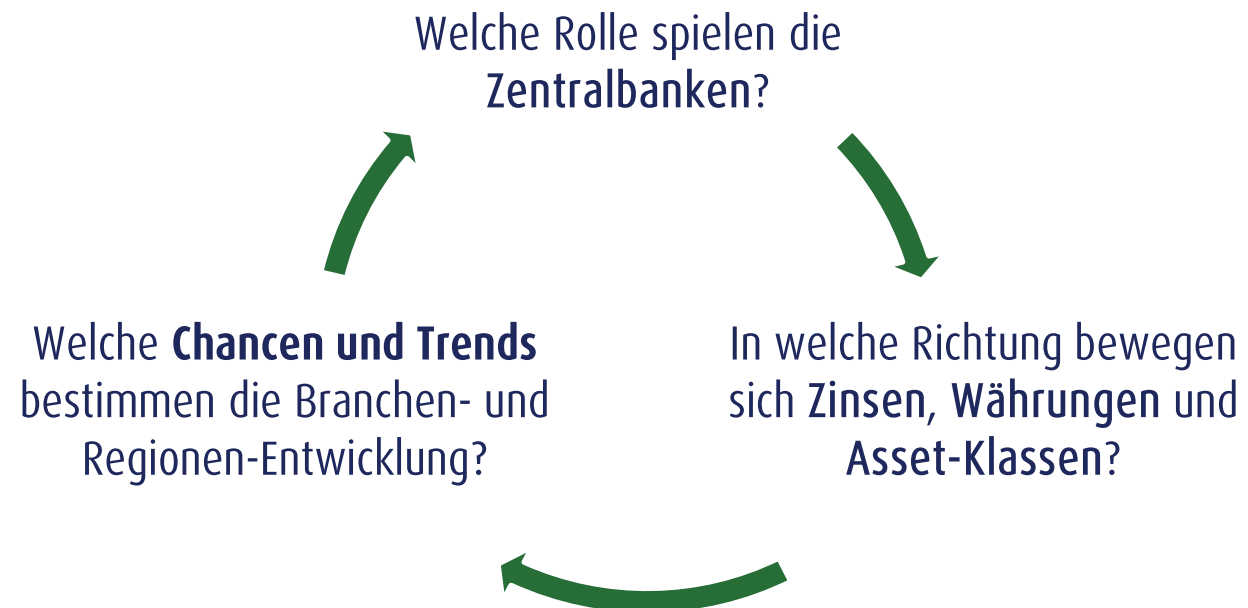 Welche Rolle spielen die
Zentralbanken?
In welche Richtung bewegen
sich Zinsen, Währungen und
Asset-Klassen?
Welche Chancen und Trends
bestimmen die Branchen- und
Regionen-Entwicklung?